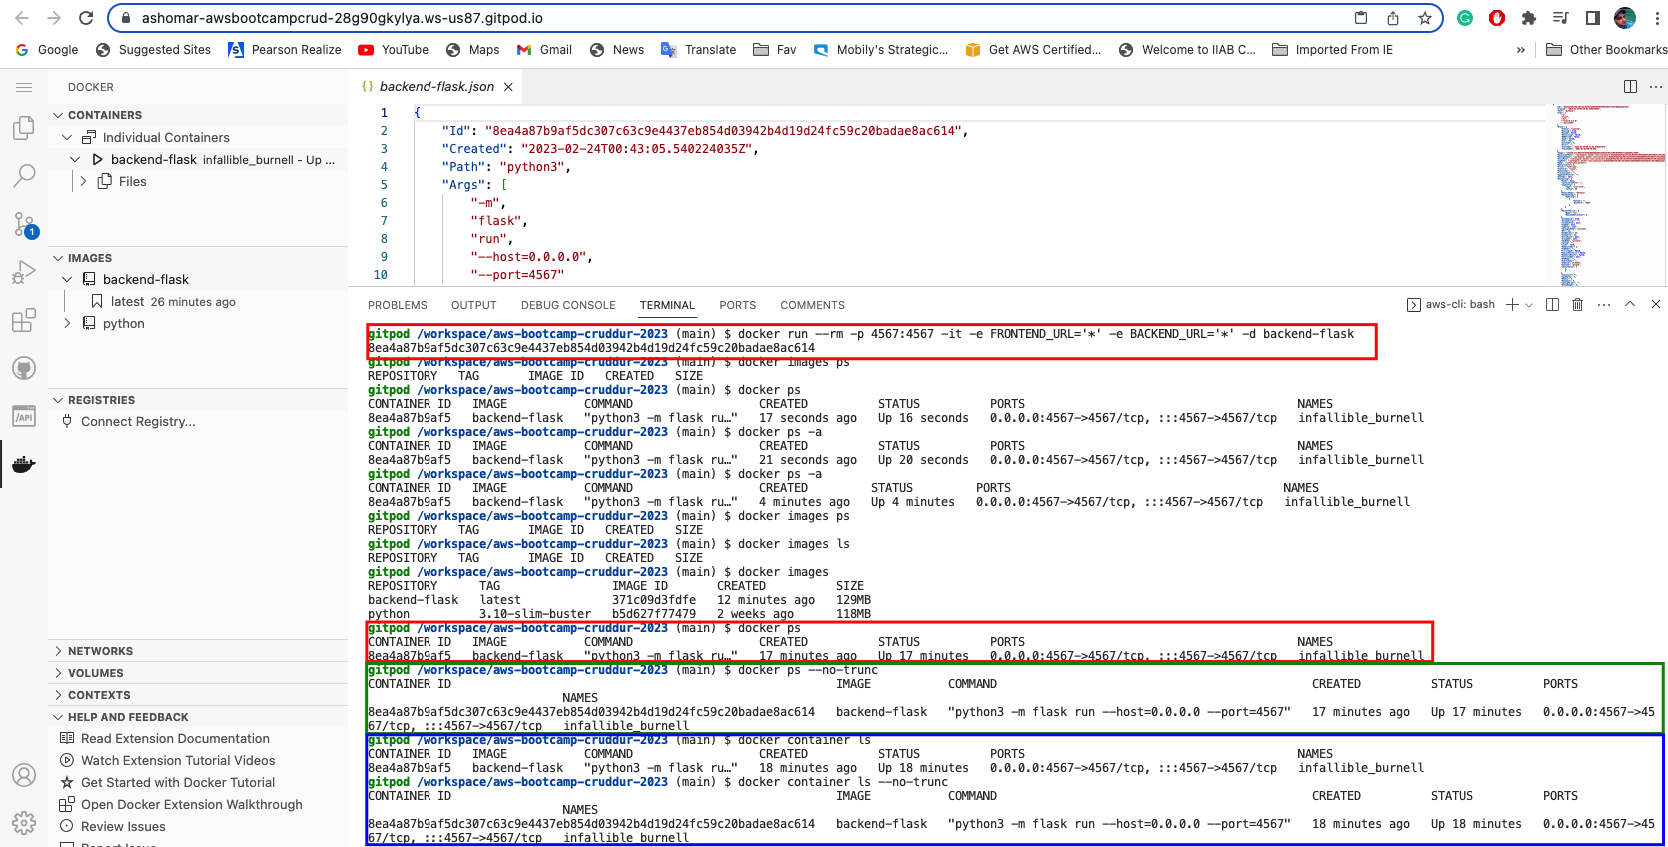 ashomar-awsbootcampcrud-28g90gkylya.ws-us87.gitpod.io
Google Suggested Sites Pearson Realize YouTube Maps Gmail News Translate Fav Mobily's Strategic... Get AWS Certified... Welcome to IIAB C... Imported From IE » Other Bookmarks
DOCKER
CONTAINERS
Individual Containers
backend-flask infallible_burnell - Up ...
Files
1
IMAGES
backend-flask
latest 26 minutes ago
python
REGISTRIES
Connect Registry...
/API
NETWORKS
VOLUMES
CONTEXTS
HELP AND FEEDBACK
Read Extension Documentation
Watch Extension Tutorial Videos
Get Started with Docker Tutorial
Open Docker Extension Walkthrough
Review Issues
Report Issue
{} backend-flask.json
1 {
2 "Id": "8ea4a87b9af5dc307c63c9e4437eb854d03942b4d19d24fc59c20badae8ac614",
3 "Created": "2023-02-24T00:43:05.540224035Z",
4 "Path": "python3",
5 "Args": [
6 "-m",
7 "flask",
8 "run",
9 "--host=0.0.0.0",
10 "--port=4567"
PROBLEMS OUTPUT DEBUG CONSOLE TERMINAL PORTS COMMENTS aws-cli: bash
gitpod /workspace/aws-bootcamp-cruddur-2023 (main) $ docker run --rm -p 4567:4567 -it -e FRONTEND_URL='*' -e BACKEND_URL='*' -d backend-flask
8ea4a87b9af5dc307c63c9e4437eb854d03942b4d19d24fc59c20badae8ac614
gitpod /workspace/aws-bootcamp-cruddur-2023 (main) $ docker images ps
REPOSITORY TAG IMAGE ID CREATED SIZE
gitpod /workspace/aws-bootcamp-cruddur-2023 (main) $ docker ps
CONTAINER ID IMAGE COMMAND CREATED STATUS PORTS NAMES
8ea4a87b9af5 backend-flask "python3 -m flask ru…" 17 seconds ago Up 16 seconds 0.0.0.0:4567->4567/tcp, :::4567->4567/tcp infallible_burnell
gitpod /workspace/aws-bootcamp-cruddur-2023 (main) $ docker ps -a
CONTAINER ID IMAGE COMMAND CREATED STATUS PORTS NAMES
8ea4a87b9af5 backend-flask "python3 -m flask ru…" 21 seconds ago Up 20 seconds 0.0.0.0:4567->4567/tcp, :::4567->4567/tcp infallible_burnell
gitpod /workspace/aws-bootcamp-cruddur-2023 (main) $ docker ps -a
CONTAINER ID IMAGE COMMAND CREATED STATUS PORTS NAMES
8ea4a87b9af5 backend-flask "python3 -m flask ru…" 4 minutes ago Up 4 minutes 0.0.0.0:4567->4567/tcp, :::4567->4567/tcp infallible_burnell
gitpod /workspace/aws-bootcamp-cruddur-2023 (main) $ docker images ps
REPOSITORY TAG IMAGE ID CREATED SIZE
gitpod /workspace/aws-bootcamp-cruddur-2023 (main) $ docker images ls
REPOSITORY TAG IMAGE ID CREATED SIZE
gitpod /workspace/aws-bootcamp-cruddur-2023 (main) $ docker images
REPOSITORY TAG IMAGE ID CREATED SIZE
backend-flask latest 371c09d3fdfe 12 minutes ago 129MB
python 3.10-slim-buster b5d627f77479 2 weeks ago 118MB
gitpod /workspace/aws-bootcamp-cruddur-2023 (main) $ docker ps
CONTAINER ID IMAGE COMMAND CREATED STATUS PORTS NAMES
8ea4a87b9af5 backend-flask "python3 -m flask ru…" 17 minutes ago Up 17 minutes 0.0.0.0:4567->4567/tcp, :::4567->4567/tcp infallible_burnell
gitpod /workspace/aws-bootcamp-cruddur-2023 (main) $ docker ps --no-trunc
CONTAINER ID IMAGE COMMAND CREATED STATUS PORTS
NAMES
8ea4a87b9af5dc307c63c9e4437eb854d03942b4d19d24fc59c20badae8ac614 backend-flask "python3 -m flask run --host=0.0.0.0 --port=4567" 17 minutes ago Up 17 minutes 0.0.0.0:4567->45
67/tcp, :::4567->4567/tcp infallible_burnell
gitpod /workspace/aws-bootcamp-cruddur-2023 (main) $ docker container ls
CONTAINER ID IMAGE COMMAND CREATED STATUS PORTS NAMES
8ea4a87b9af5 backend-flask "python3 -m flask ru…" 18 minutes ago Up 18 minutes 0.0.0.0:4567->4567/tcp, :::4567->4567/tcp infallible_burnell
gitpod /workspace/aws-bootcamp-cruddur-2023 (main) $ docker container ls --no-trunc
CONTAINER ID IMAGE COMMAND CREATED STATUS PORTS
NAMES
8ea4a87b9af5dc307c63c9e4437eb854d03942b4d19d24fc59c20badae8ac614 backend-flask "python3 -m flask run --host=0.0.0.0 --port=4567" 18 minutes ago Up 18 minutes 0.0.0.0:4567->45
67/tcp, :::4567->4567/tcp infallible_burnell